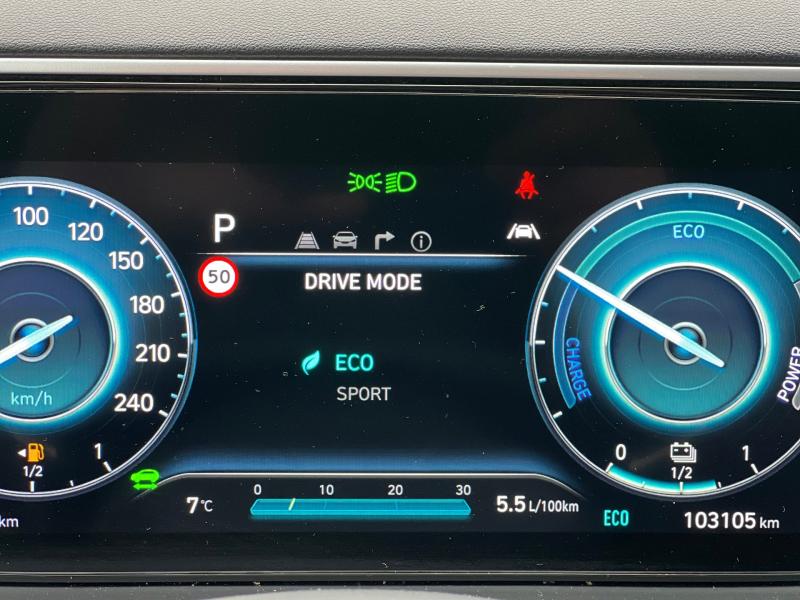 100
120
150
180
210
240
km/h
1/2
1
km
P
50
DRIVE MODE
ECO
SPORT
7°C
0 10 20 30
5.5 L/100km
ECO
CHARGE
POWER
0 1
1/2
ECO
103105 km